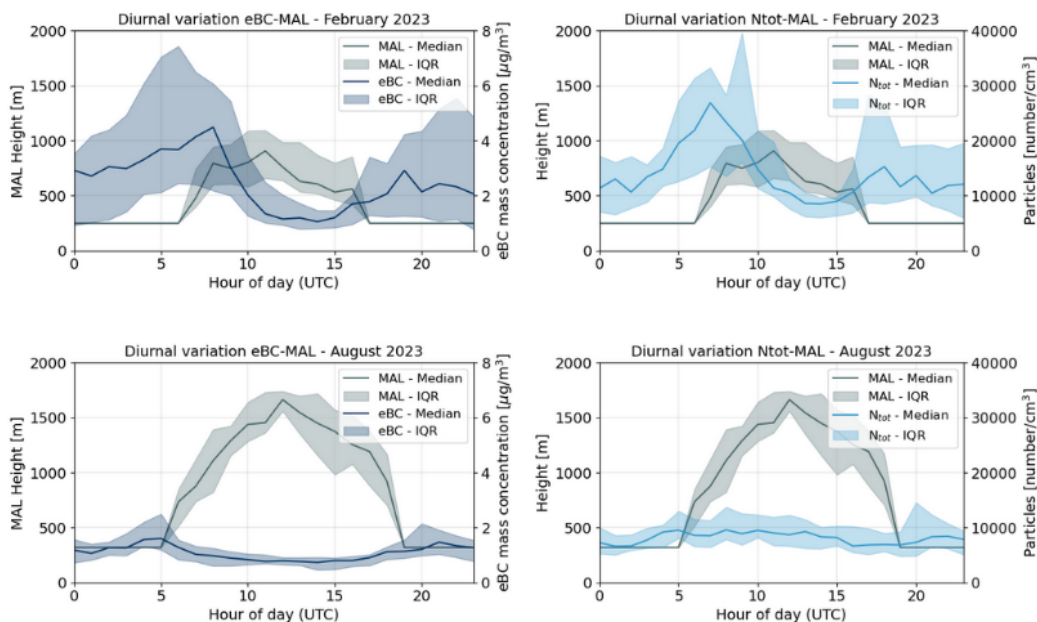 Diurnal variation eBC-MAL - February 2023
2000
1500
1000
500
0
MAL Height [m]
8
6
4
2
0
eBC mass concentration [μg/m³]
MAL - Median
MAL - IQR
eBC - Median
eBC - IQR
0 5 10 15 20
Hour of day (UTC)
Diurnal variation Ntot-MAL - February 2023
2000
1500
1000
500
0
Height [m]
40000
30000
20000
10000
0
Particles [number/cm³]
MAL - Median
MAL - IQR
Ntot - Median
Ntot - IQR
0 5 10 15 20
Hour of day (UTC)
Diurnal variation eBC-MAL - August 2023
2000
1500
1000
500
0
MAL Height [m]
8
6
4
2
0
eBC mass concentration [μg/m³]
MAL - Median
MAL - IQR
eBC - Median
eBC - IQR
0 5 10 15 20
Hour of day (UTC)
Diurnal variation Ntot-MAL - August 2023
2000
1500
1000
500
0
Height [m]
40000
30000
20000
10000
0
Particles [number/cm³]
MAL - Median
MAL - IQR
Ntot - Median
Ntot - IQR
0 5 10 15 20
Hour of day (UTC)